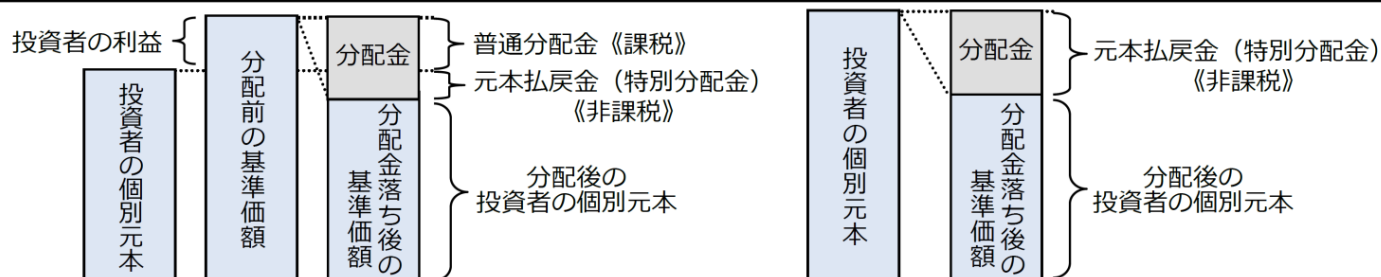 投資者の利益
投資者の個別元本
分配前の基準価額
分配金
普通分配金《課税》
元本払戻金（特別分配金）
《非課税》
分配金落ち後の
基準価額
分配後の
投資者の個別元本
投資者の個別元本
分配金
元本払戻金（特別分配金）
《非課税》
分配金落ち後の
基準価額
分配後の
投資者の個別元本